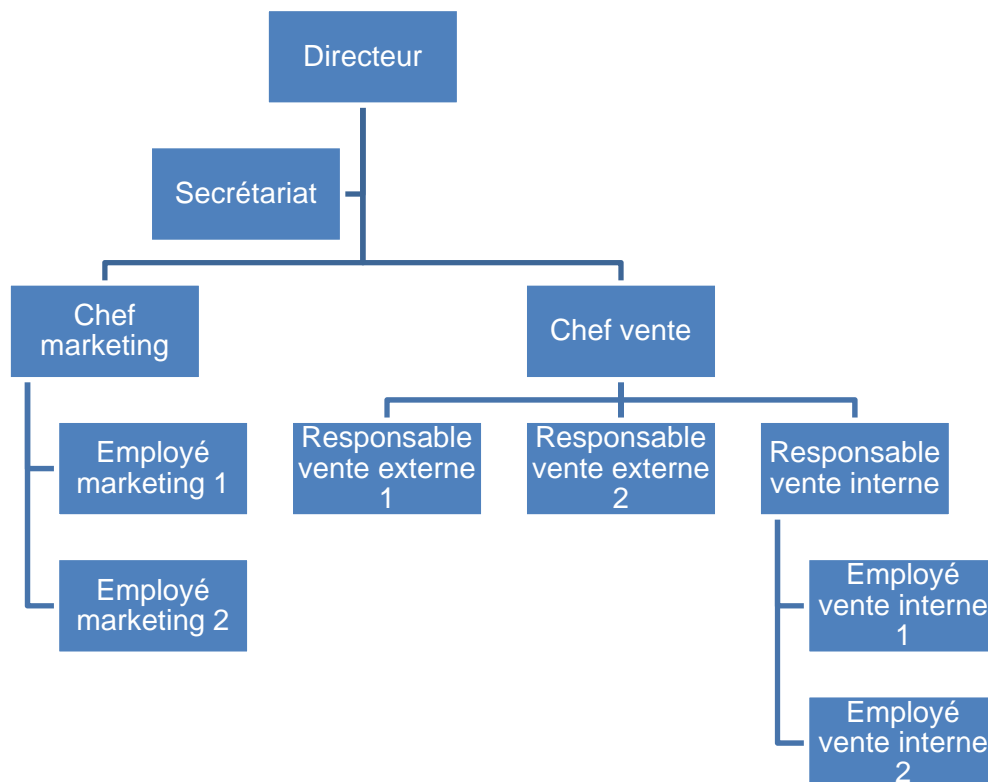 Directeur
Secrétariat
Chef
marketing
Chef vente
Employé
marketing 1
Responsable
vente externe
1
Responsable
vente externe
2
Responsable
vente interne
Employé
marketing 2
Employé
vente interne
1
Employé
vente interne
2